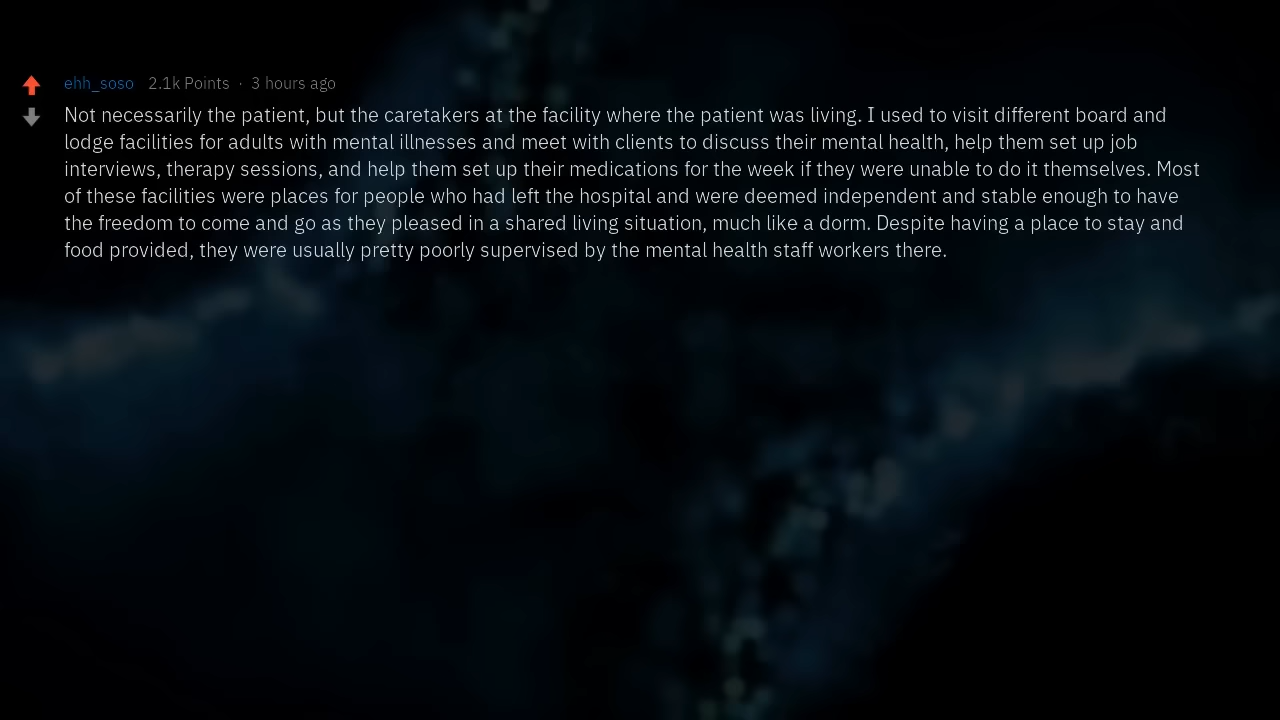 ehh_soso 2.1k Points · 3 hours ago
Not necessarily the patient, but the caretakers at the facility where the patient was living. I used to visit different board and
lodge facilities for adults with mental illnesses and meet with clients to discuss their mental health, help them set up job
interviews, therapy sessions, and help them set up their medications for the week if they were unable to do it themselves. Most
of these facilities were places for people who had left the hospital and were deemed independent and stable enough to have
the freedom to come and go as they pleased in a shared living situation, much like a dorm. Despite having a place to stay and
food provided, they were usually pretty poorly supervised by the mental health staff workers there.